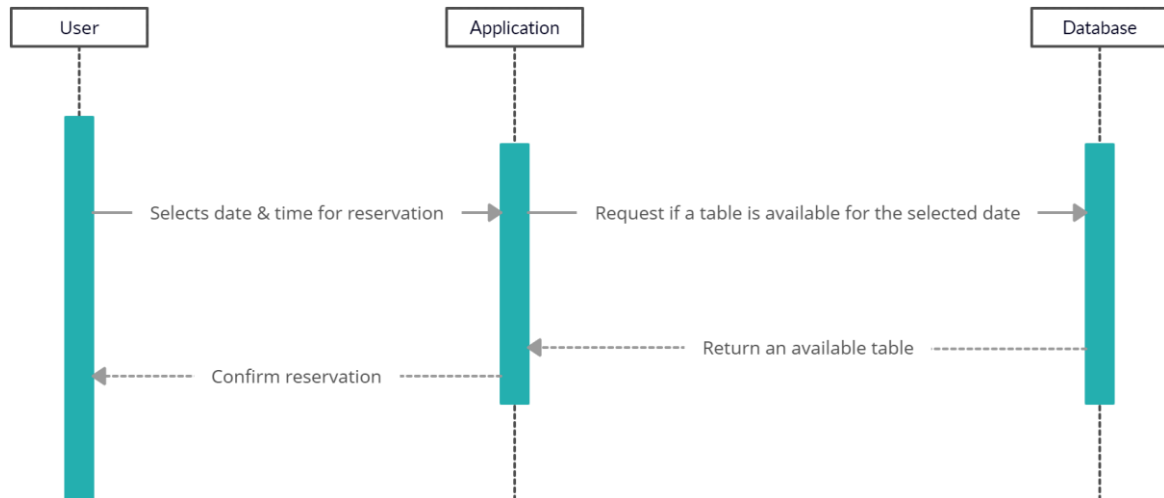 User
Application
Database
Selects date & time for reservation
Request if a table is available for the selected date
Return an available table
Confirm reservation